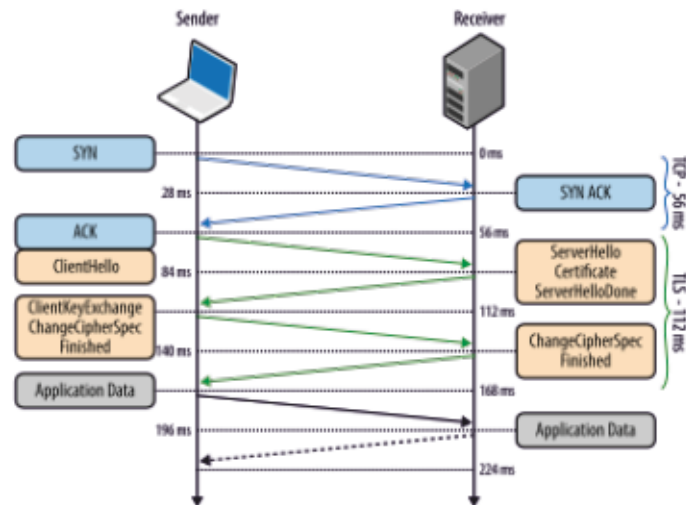 Sender
Receiver
SYN
0 ms
28 ms
SYN ACK
TCP - 56 ms
ACK
56 ms
ClientHello
84 ms
ServerHello
Certificate
ServerHelloDone
TLS - 112 ms
ClientKeyExchange
ChangeCipherSpec
Finished
112 ms
140 ms
ChangeCipherSpec
Finished
Application Data
168 ms
196 ms
Application Data
224 ms